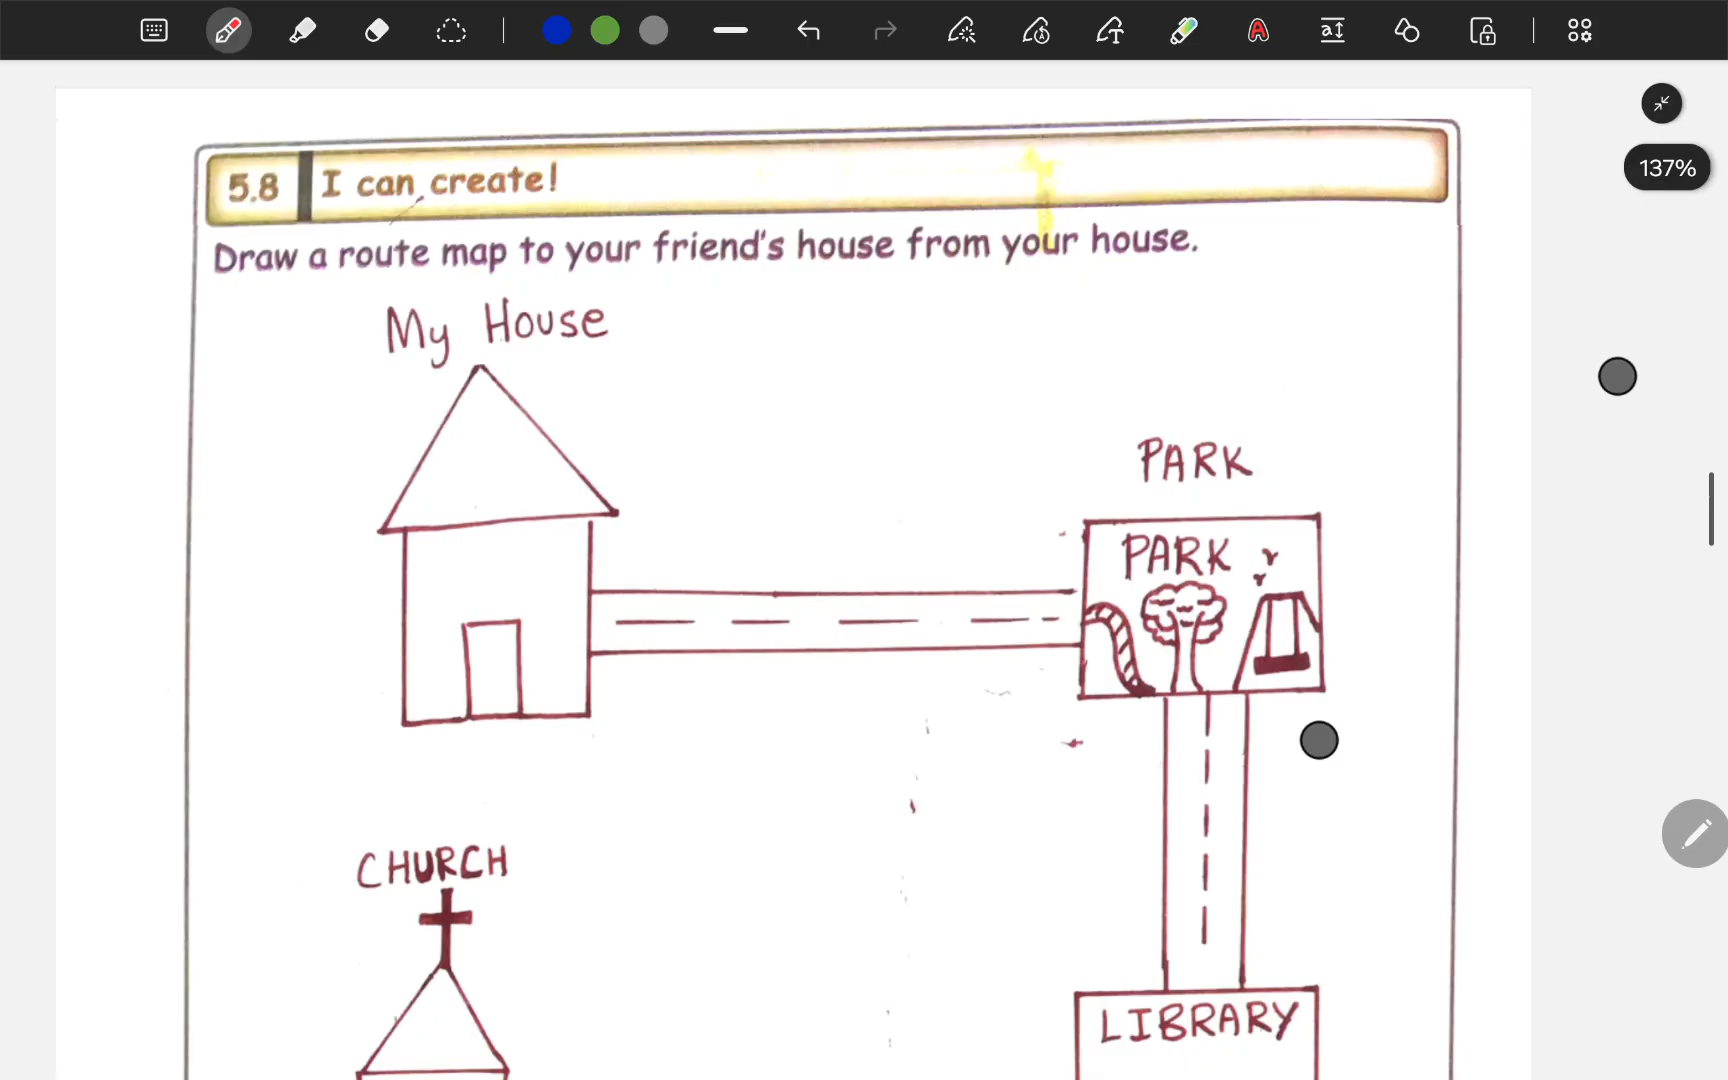 137%
5.8 I can create!
Draw a route map to your friend's house from your house.
My House
PARK
PARK
CHURCH
LIBRARY